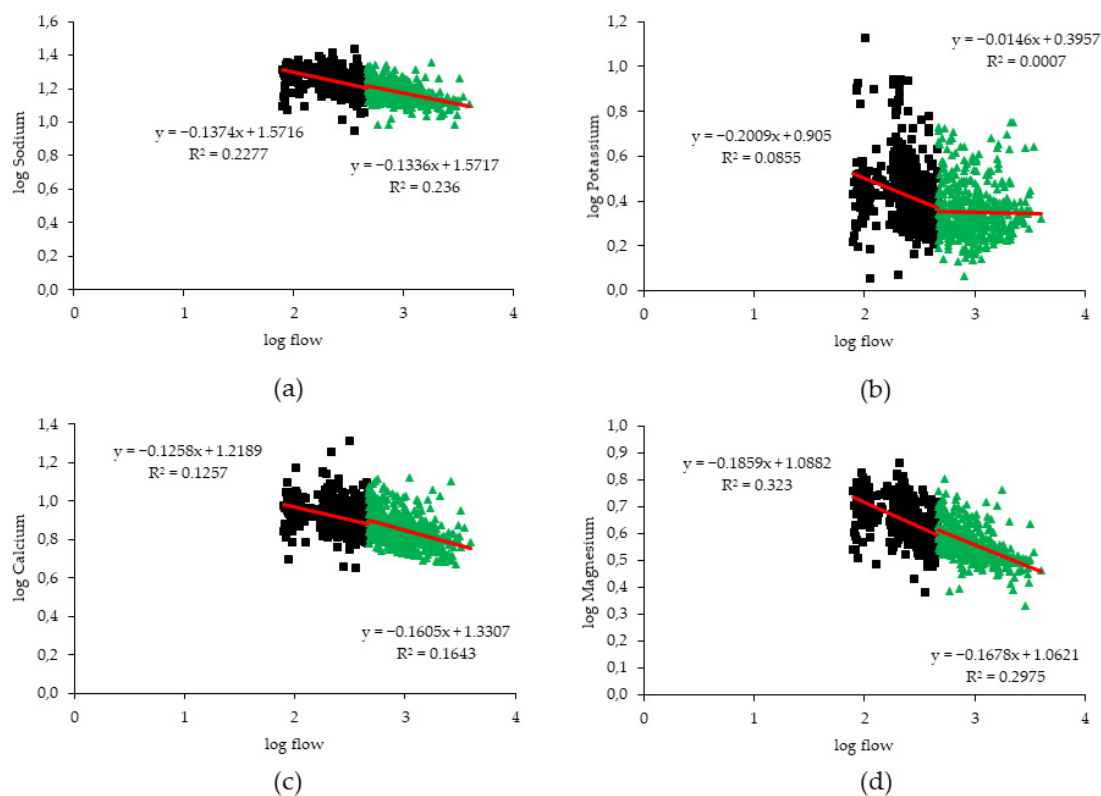 1,6
1,4
1,2
1,0
0,8
0,6
0,4
0,2
0,0
log Sodium
y = −0.1374x + 1.5716
R² = 0.2277
y = −0.1336x + 1.5717
R² = 0.236
0 1 2 3 4
log flow
(a)
1,2
1,0
0,8
0,6
0,4
0,2
0,0
log Potassium
y = −0.0146x + 0.3957
R² = 0.0007
y = −0.2009x + 0.905
R² = 0.0855
0 1 2 3 4
log flow
(b)
1,4
1,2
1,0
0,8
0,6
0,4
0,2
0,0
log Calcium
y = −0.1258x + 1.2189
R² = 0.1257
y = −0.1605x + 1.3307
R² = 0.1643
0 1 2 3 4
log flow
(c)
1,0
0,9
0,8
0,7
0,6
0,5
0,4
0,3
0,2
0,1
0,0
log Magnesium
y = −0.1859x + 1.0882
R² = 0.323
y = −0.1678x + 1.0621
R² = 0.2975
0 1 2 3 4
log flow
(d)